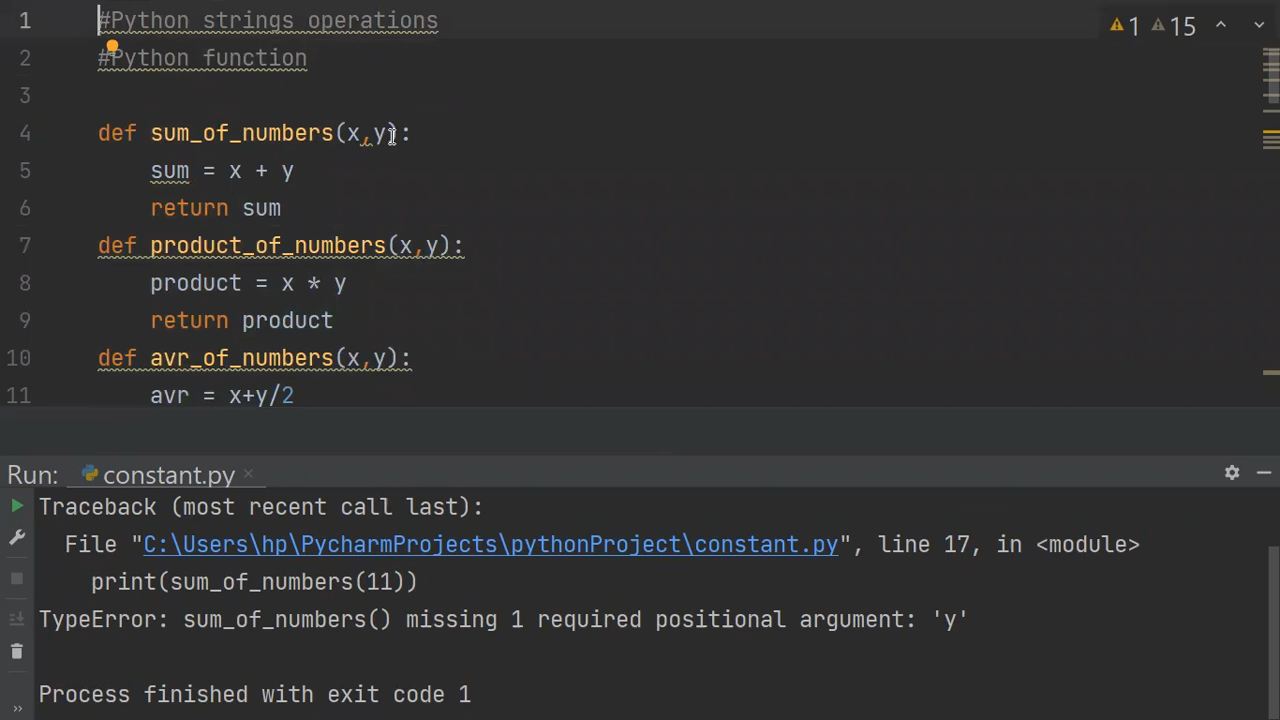 1 #Python strings operations
1 15
2 #Python function
3
4 def sum_of_numbers(x,y):
5 sum = x + y
6 return sum
7 def product_of_numbers(x,y):
8 product = x * y
9 return product
10 def avr_of_numbers(x,y):
11 avr = x+y/2
Run: constant.py
Traceback (most recent call last):
File "C:\Users\hp\PycharmProjects\pythonProject\constant.py", line 17, in <module>
print(sum_of_numbers(11))
TypeError: sum_of_numbers() missing 1 required positional argument: 'y'
Process finished with exit code 1